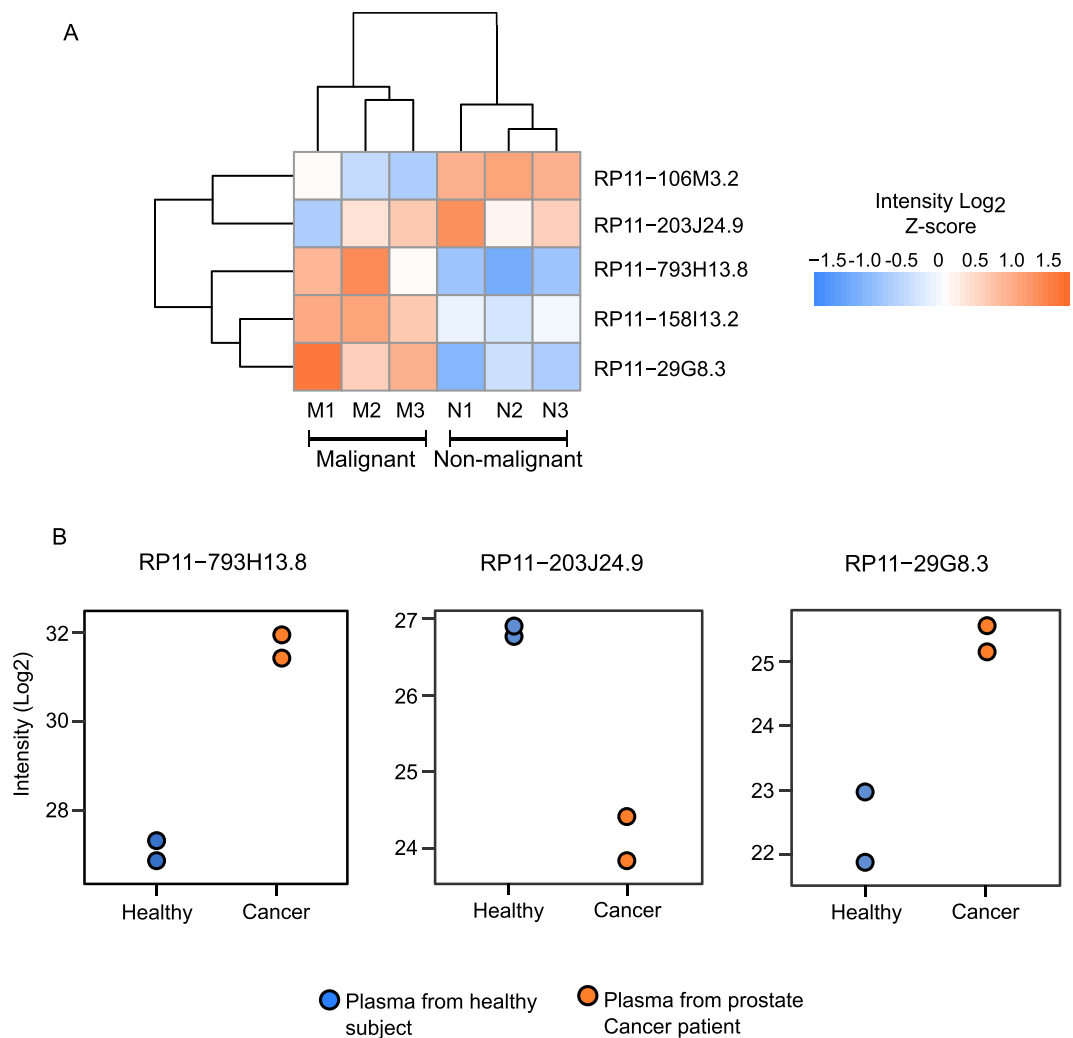 A
RP11−106M3.2
RP11−203J24.9
RP11−793H13.8
RP11−158I13.2
RP11−29G8.3
Intensity Log2
Z-score
−1.5 -1.0 -0.5 0 0.5 1.0 1.5
M1 M2 M3 N1 N2 N3
Malignant Non-malignant
B
RP11−793H13.8 RP11−203J24.9 RP11−29G8.3
Intensity (Log2)
32
30
28
Healthy Cancer
27
26
25
24
Healthy Cancer
25
24
23
22
Healthy Cancer
Plasma from healthy
subject
Plasma from prostate
Cancer patient